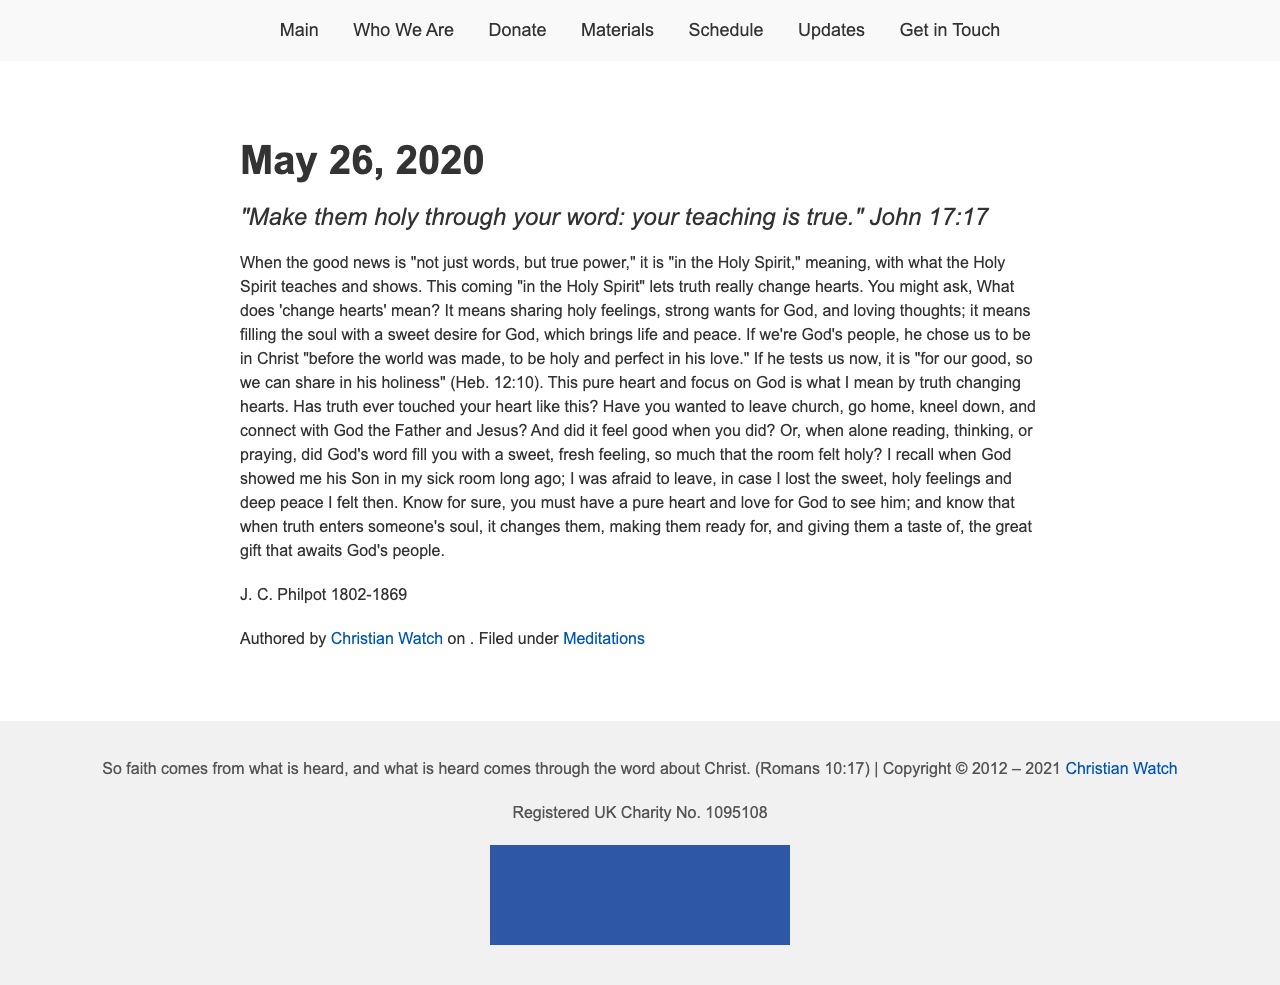 Main Who We Are Donate Materials Schedule Updates Get in Touch
May 26, 2020
"Make them holy through your word: your teaching is true." John 17:17
When the good news is "not just words, but true power," it is "in the Holy Spirit," meaning, with what the Holy
Spirit teaches and shows. This coming "in the Holy Spirit" lets truth really change hearts. You might ask, What
does 'change hearts' mean? It means sharing holy feelings, strong wants for God, and loving thoughts; it means
filling the soul with a sweet desire for God, which brings life and peace. If we're God's people, he chose us to be
in Christ "before the world was made, to be holy and perfect in his love." If he tests us now, it is "for our good, so
we can share in his holiness" (Heb. 12:10). This pure heart and focus on God is what I mean by truth changing
hearts. Has truth ever touched your heart like this? Have you wanted to leave church, go home, kneel down, and
connect with God the Father and Jesus? And did it feel good when you did? Or, when alone reading, thinking, or
praying, did God's word fill you with a sweet, fresh feeling, so much that the room felt holy? I recall when God
showed me his Son in my sick room long ago; I was afraid to leave, in case I lost the sweet, holy feelings and
deep peace I felt then. Know for sure, you must have a pure heart and love for God to see him; and know that
when truth enters someone's soul, it changes them, making them ready for, and giving them a taste of, the great
gift that awaits God's people.
J. C. Philpot 1802-1869
Authored by Christian Watch on . Filed under Meditations
So faith comes from what is heard, and what is heard comes through the word about Christ. (Romans 10:17) | Copyright © 2012 – 2021 Christian Watch
Registered UK Charity No. 1095108